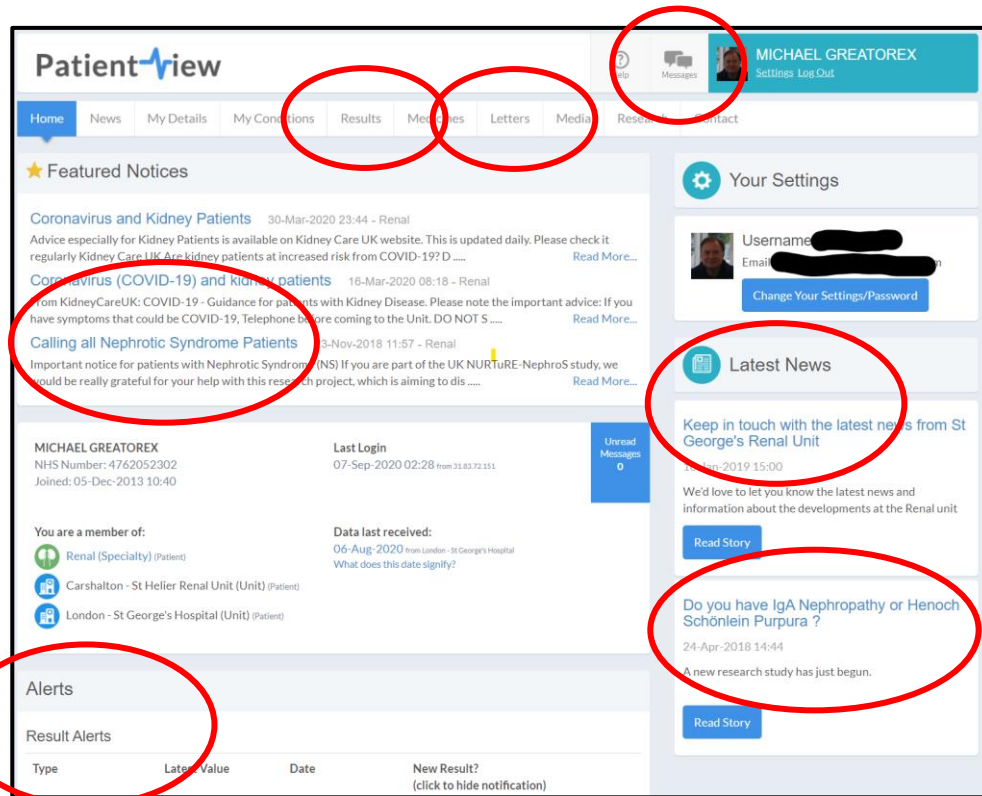 Patient View
Help
Messages
MICHAEL GREATOREX
Settings Log Out
Home News My Details My Conditions Results Medicines Letters Media Research Contact
Featured Notices
Coronavirus and Kidney Patients 30-Mar-2020 23:44 - Renal
Advice especially for Kidney Patients is available on Kidney Care UK website. This is updated daily. Please check it
regularly Kidney Care UK Are kidney patients at increased risk from COVID-19? D ..... Read More...
Coronavirus (COVID-19) and kidney patients 16-Mar-2020 08:18 - Renal
From KidneyCareUK: COVID-19 - Guidance for patients with Kidney Disease. Please note the important advice: If you
have symptoms that could be COVID-19, Telephone before coming to the Unit. DO NOT S ..... Read More...
Calling all Nephrotic Syndrome Patients 3-Nov-2018 11:57 - Renal
Important notice for patients with Nephrotic Syndrome (NS) If you are part of the UK NURTuRE-NephroS study, we
would be really grateful for your help with this research project, which is aiming to dis ..... Read More...
MICHAEL GREATOREX
NHS Number: 4762052302
Joined: 05-Dec-2013 10:40
Last Login
07-Sep-2020 02:28 from 31.83.72.151
Unread
Messages
0
You are a member of:
Renal (Specialty) (Patient)
Carshalton - St Helier Renal Unit (Unit) (Patient)
London - St George's Hospital (Unit) (Patient)
Data last received:
06-Aug-2020 from London - St George's Hospital
What does this date signify?
Alerts
Result Alerts
Type Latest Value Date New Result?
(click to hide notification)
Your Settings
Username
Email
Change Your Settings/Password
Latest News
Keep in touch with the latest news from St
George's Renal Unit
Jan-2019 15:00
We'd love to let you know the latest news and
information about the developments at the Renal unit
Read Story
Do you have IgA Nephropathy or Henoch
Schönlein Purpura ?
24-Apr-2018 14:44
A new research study has just begun.
Read Story